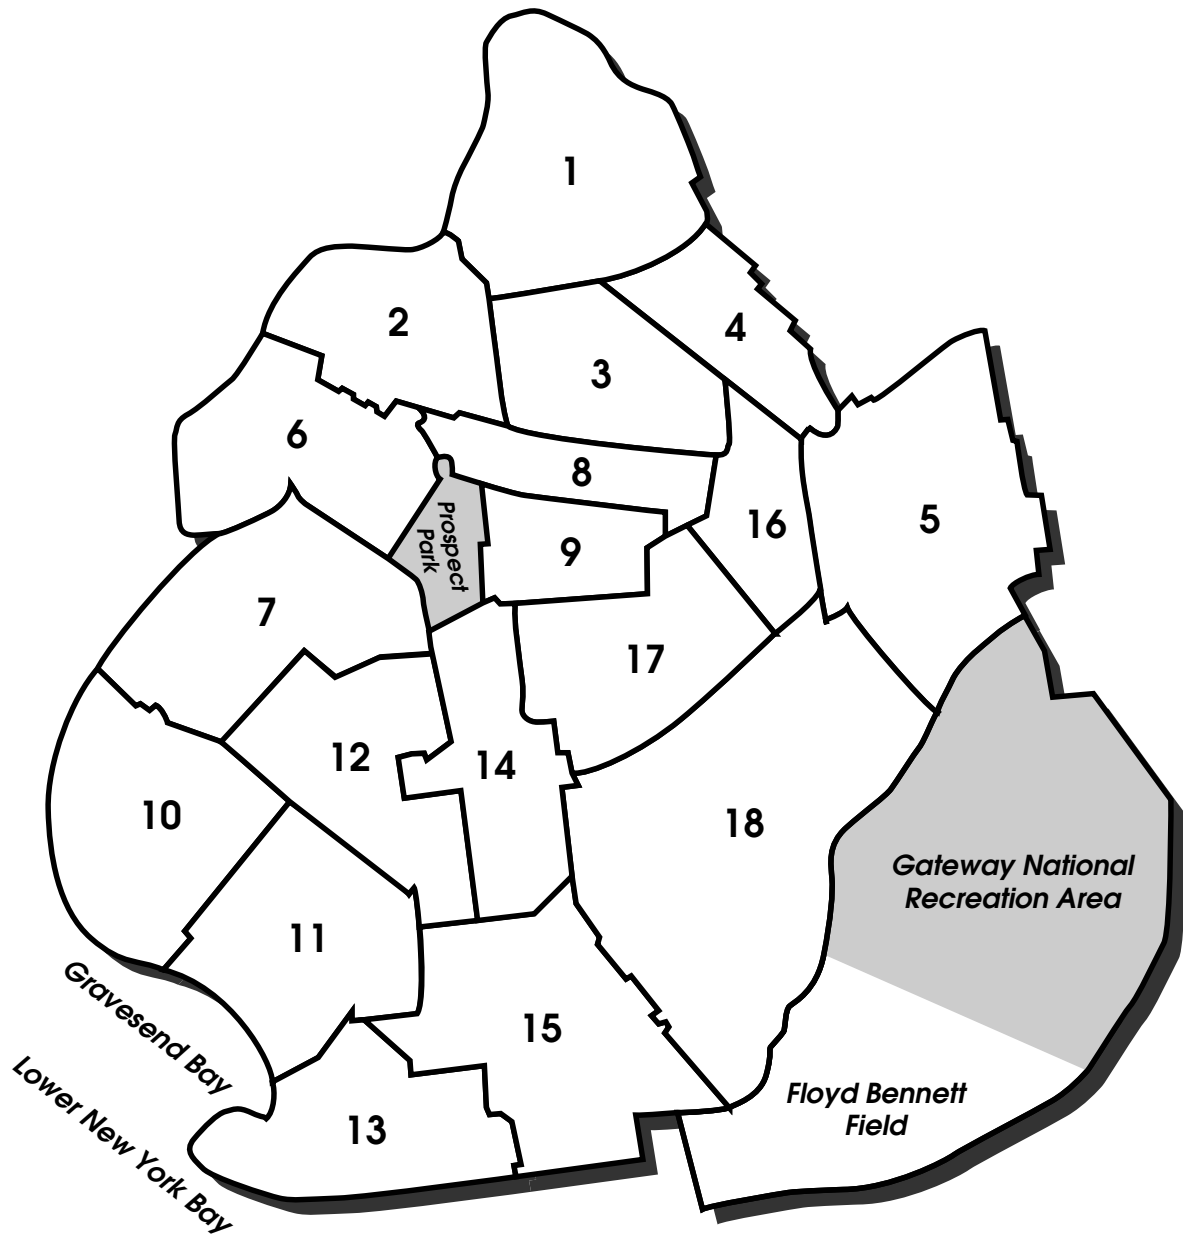 1
2
4
3
6
8
5
16
Prospect
Park
9
7
17
12
14
10
18
Gateway National
Recreation Area
11
Gravesend Bay
15
Lower New York Bay
Floyd Bennett
Field
13